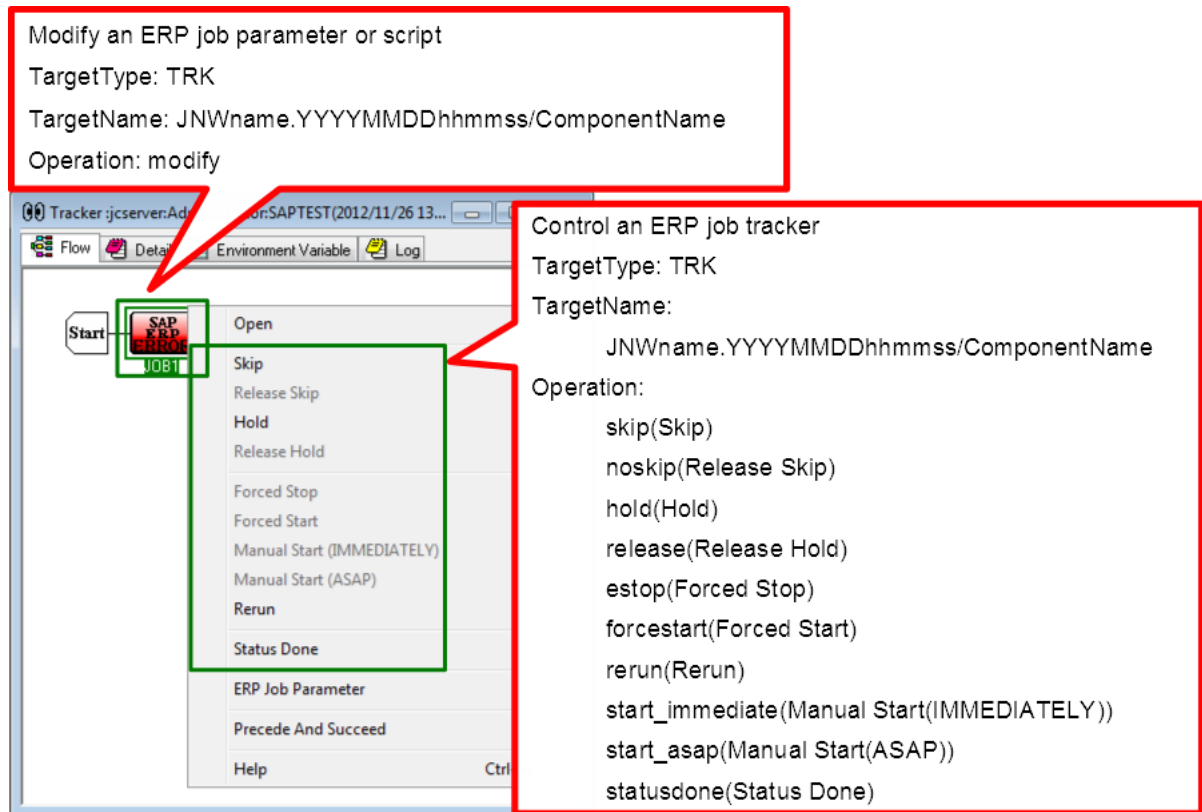 Modify an ERP job parameter or script
TargetType: TRK
TargetName: JNWname.YYYYMMDDhhmmss/ComponentName
Operation: modify
Tracker :jcserver:Ad
or:SAPTEST(2012/11/26 13...
Flow
Detai
Environment Variable
Log
Start
SAP
ERP
ERROR
JOB1
Open
Skip
Release Skip
Hold
Release Hold
Forced Stop
Forced Start
Manual Start (IMMEDIATELY)
Manual Start (ASAP)
Rerun
Status Done
ERP Job Parameter
Precede And Succeed
Help
Ctrl
Control an ERP job tracker
TargetType: TRK
TargetName:
JNWname.YYYYMMDDhhmmss/ComponentName
Operation:
skip(Skip)
noskip(Release Skip)
hold(Hold)
release(Release Hold)
estop(Forced Stop)
forcestart(Forced Start)
rerun(Rerun)
start_immediate(Manual Start(IMMEDIATELY))
start_asap(Manual Start(ASAP))
statusdone(Status Done)